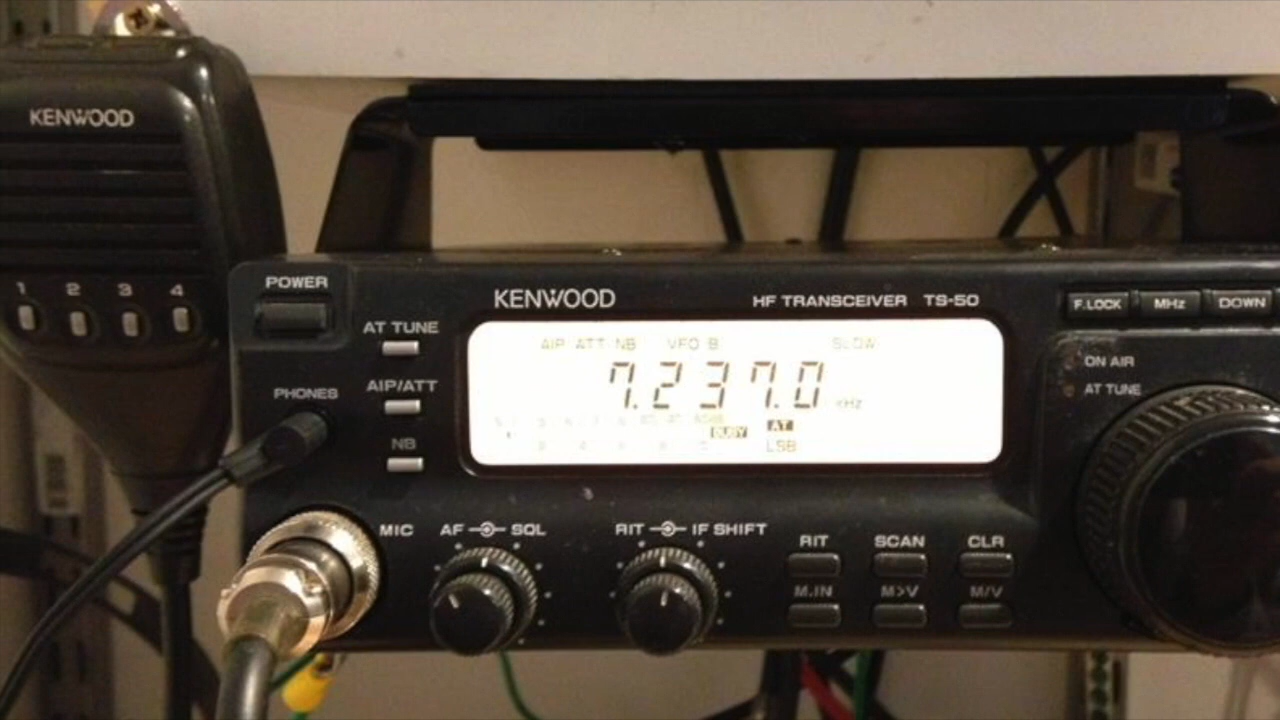 KENWOOD
1 2 3 4
POWER
AT TUNE
PHONES
AIP/ATT
NB
MIC
KENWOOD
HF TRANSCEIVER TS-50
AIP ATT NB VFO B SLOW
7.237.0 kHz
BUSY AT
LSB
AF SQL
RIT IF SHIFT
RIT SCAN CLR
M.IN M>V M/V
F.LOCK MHz DOWN
ON AIR
AT TUNE